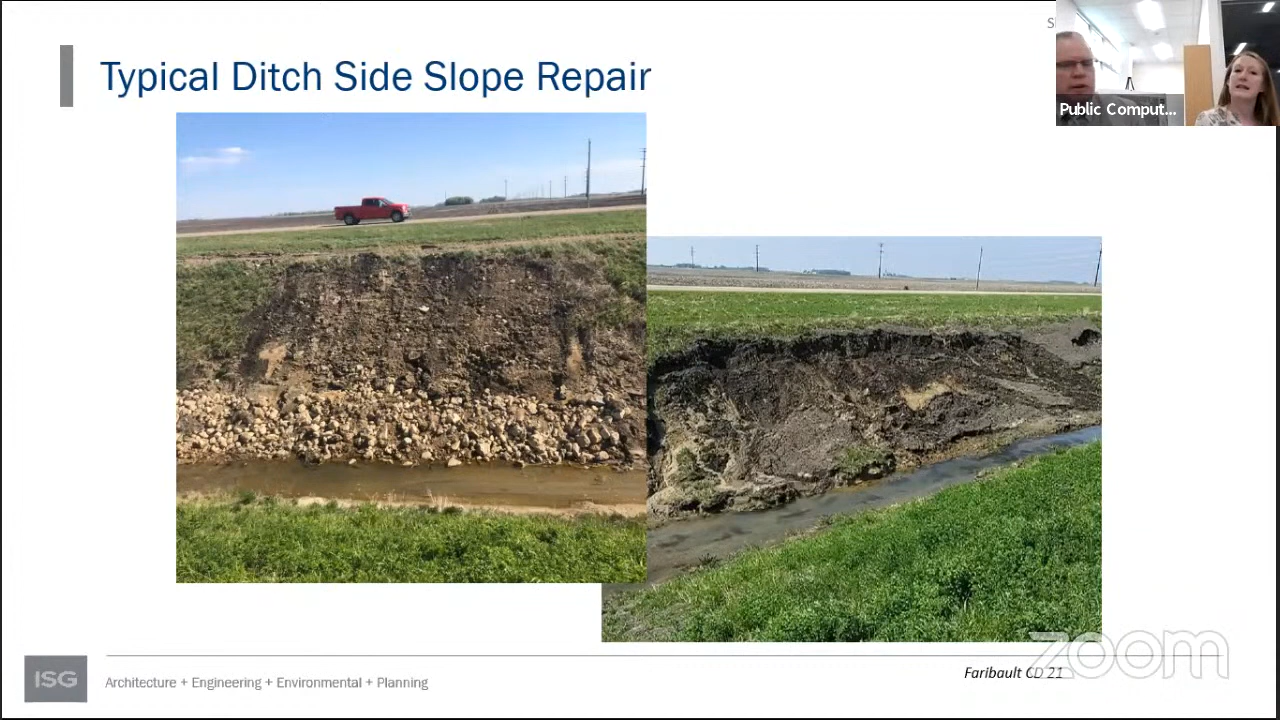 S
Typical Ditch Side Slope Repair
Public Comput...
ISG
Architecture + Engineering + Environmental + Planning
Faribault CD 21
zoom